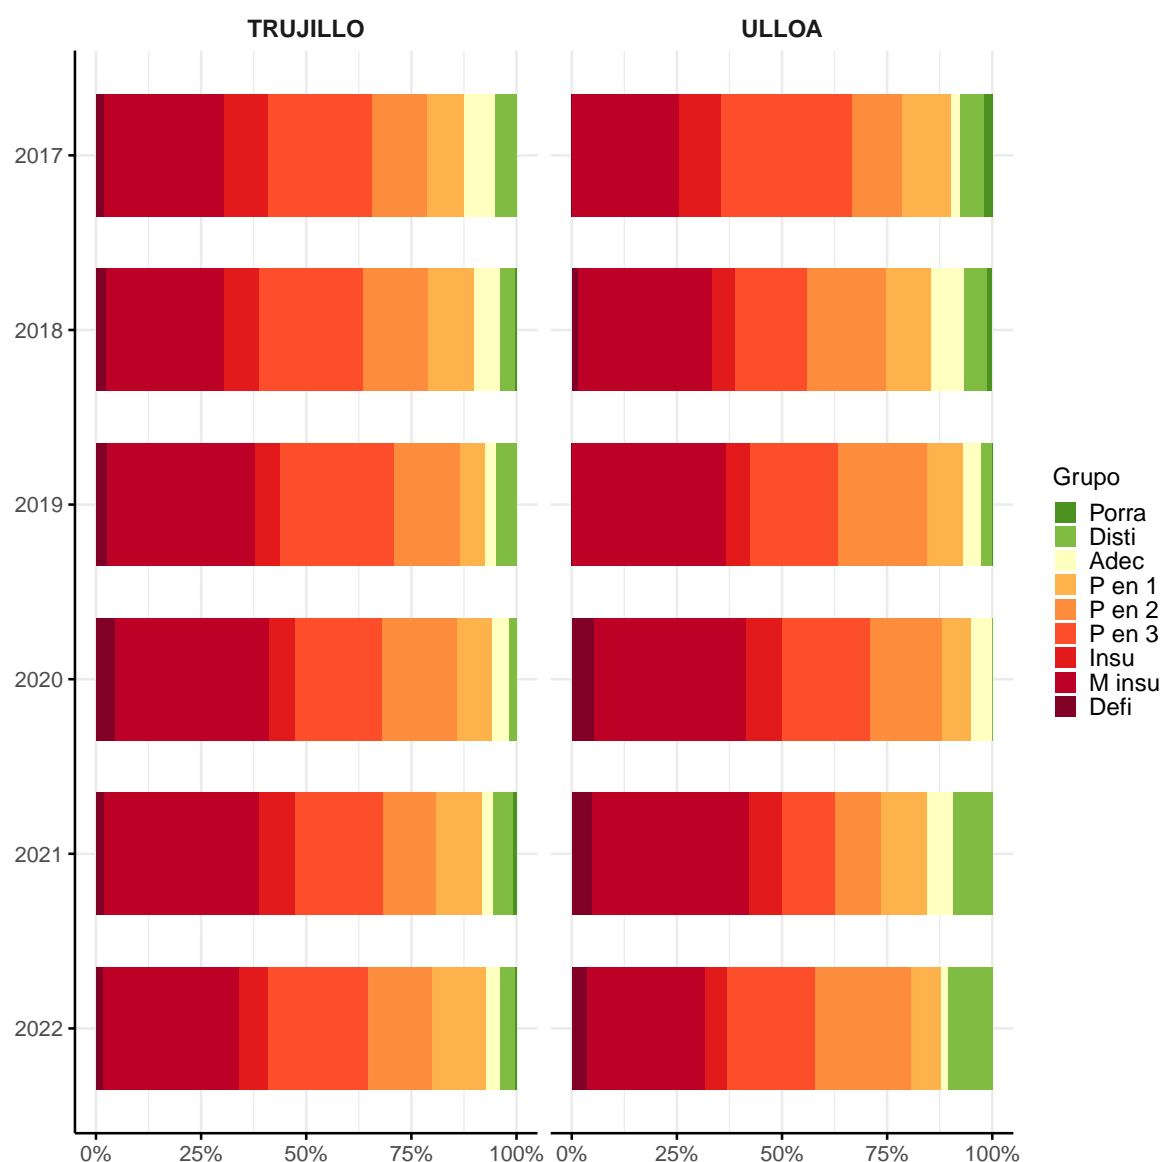 TRUJILLO
ULLOA
2017
2018
2019
2020
2021
2022
0%
25%
50%
75%
100%
0%
25%
50%
75%
100%
Grupo
Porra
Disti
Adec
P en 1
P en 2
P en 3
Insu
M insu
Defi